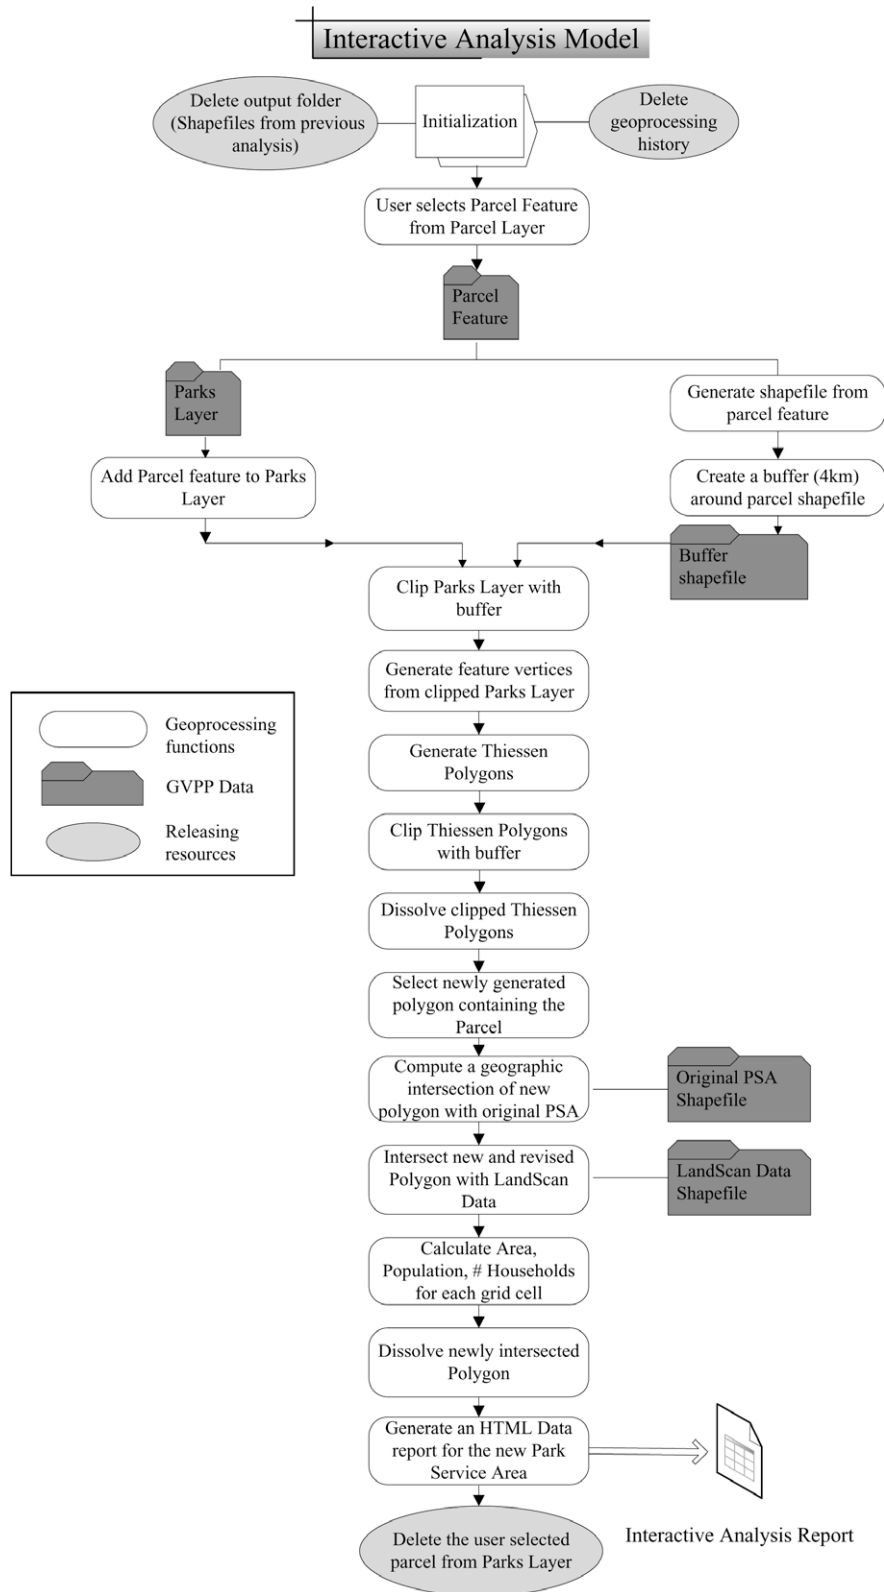 Interactive Analysis Model
Delete output folder
(Shapefiles from previous
analysis)
Initialization
Delete
geoprocessing
history
User selects Parcel Feature
from Parcel Layer
Parcel
Feature
Parks
Layer
Generate shapefile from
parcel feature
Add Parcel feature to Parks
Layer
Create a buffer (4km)
around parcel shapefile
Buffer
shapefile
Clip Parks Layer with
buffer
Generate feature vertices
from clipped Parks Layer
Geoprocessing
functions
GVPP Data
Releasing
resources
Generate Thiessen
Polygons
Clip Thiessen Polygons
with buffer
Dissolve clipped Thiessen
Polygons
Select newly generated
polygon containing the
Parcel
Compute a geographic
intersection of new
polygon with original PSA
Original PSA
Shapefile
Intersect new and revised
Polygon with LandScan
Data
LandScan Data
Shapefile
Calculate Area,
Population, # Households
for each grid cell
Dissolve newly intersected
Polygon
Generate an HTML Data
report for the new Park
Service Area
Interactive Analysis Report
Delete the user selected
parcel from Parks Layer